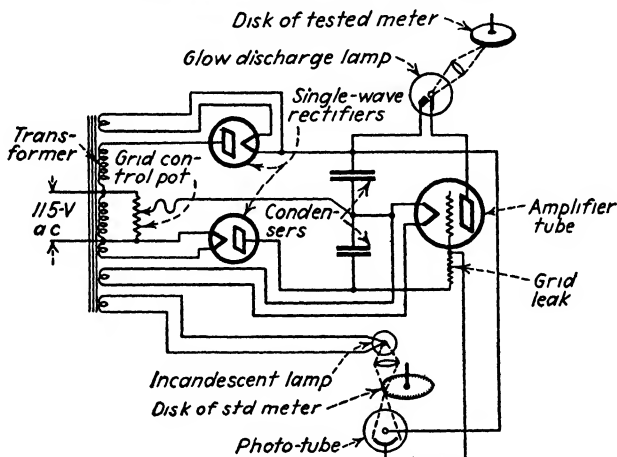 Disk of tested meter
Glow discharge lamp
Single-wave
rectifiers
Trans-
former
Grid con-
trol pot
115-V
a c
Conden-
sers
Amplifier
tube
Grid
leak
Incandescent lamp
Disk of std meter
Photo-tube